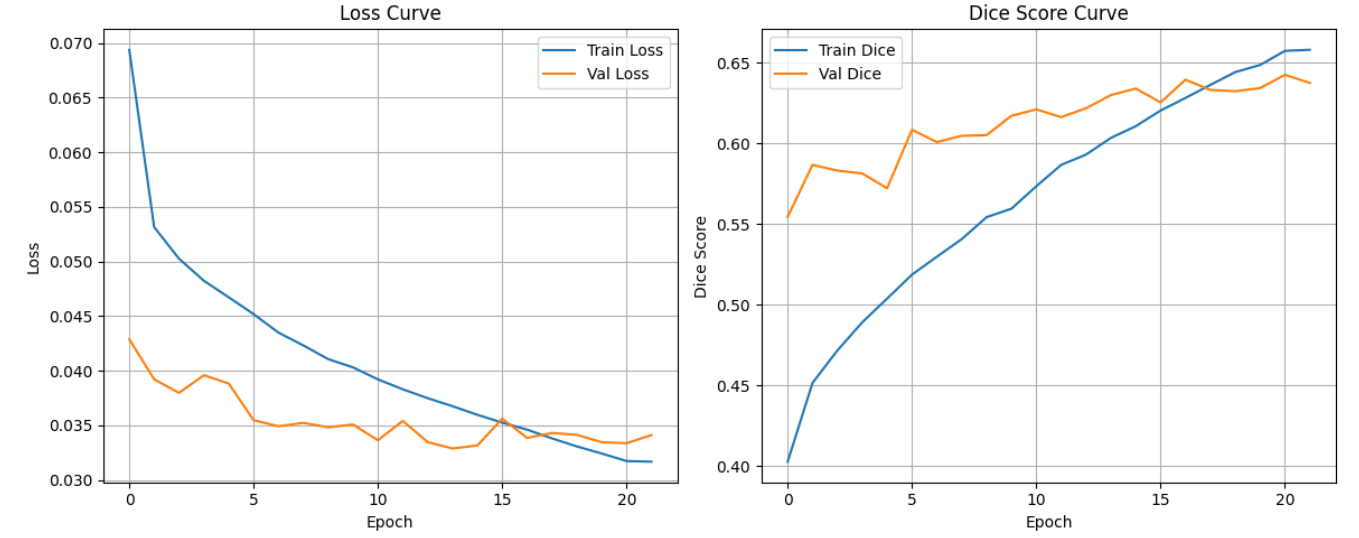 Loss Curve
Train Loss
Val Loss
0.070
0.065
0.060
0.055
0.050
0.045
0.040
0.035
0.030
Loss
0 5 10 15 20
Epoch
Dice Score Curve
Train Dice
Val Dice
0.65
0.60
0.55
0.50
0.45
0.40
Dice Score
0 5 10 15 20
Epoch